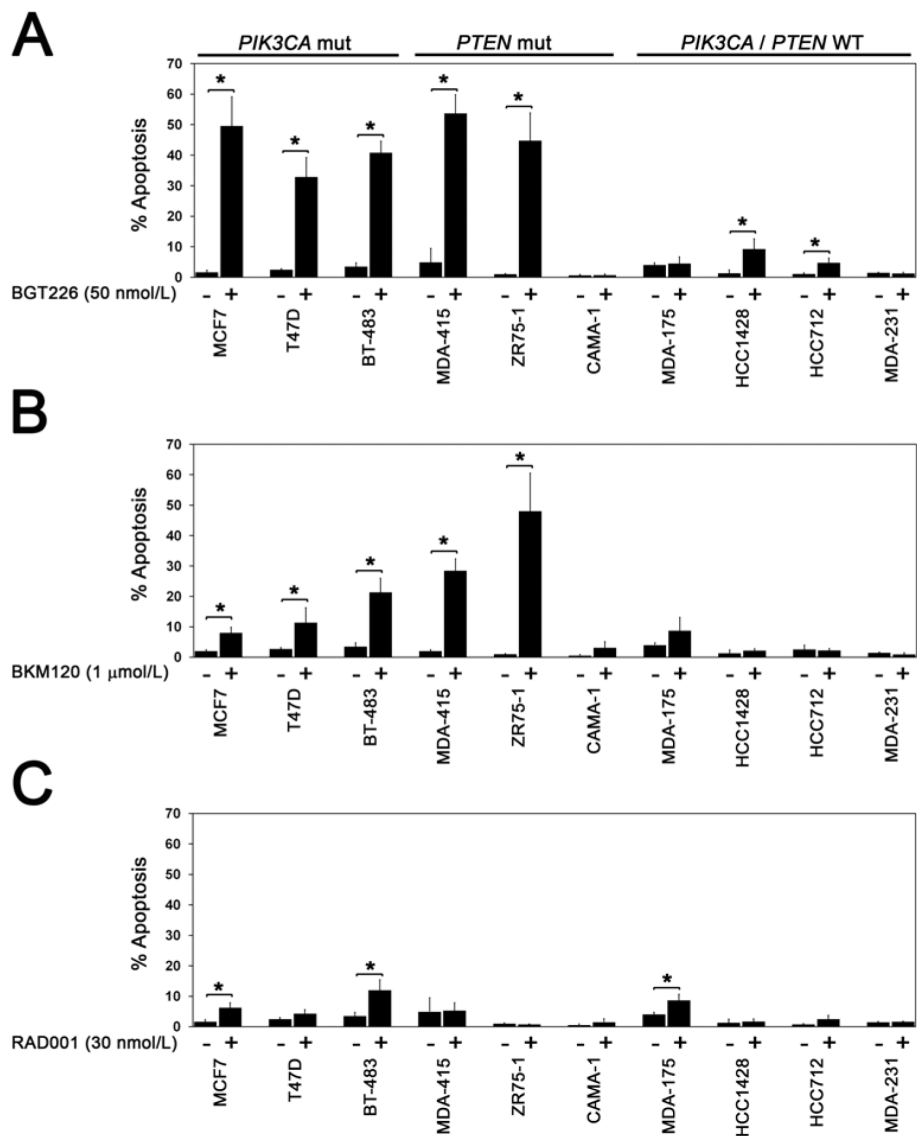 A
PIK3CA mut PTEN mut PIK3CA / PTEN WT
70
60
50
40
30
20
10
0
% Apoptosis
* * * * * * *
BGT226 (50 nmol/L) - + - + - + - + - + - + - + - + - + - +
MCF7 T47D BT-483 MDA-415 ZR75-1 CAMA-1 MDA-175 HCC1428 HCC712 MDA-231
B
70
60
50
40
30
20
10
0
% Apoptosis
* * * * *
BKM120 (1 μmol/L) - + - + - + - + - + - + - + - + - + - +
MCF7 T47D BT-483 MDA-415 ZR75-1 CAMA-1 MDA-175 HCC1428 HCC712 MDA-231
C
70
60
50
40
30
20
10
0
% Apoptosis
* * *
RAD001 (30 nmol/L) - + - + - + - + - + - + - + - + - + - +
MCF7 T47D BT-483 MDA-415 ZR75-1 CAMA-1 MDA-175 HCC1428 HCC712 MDA-231